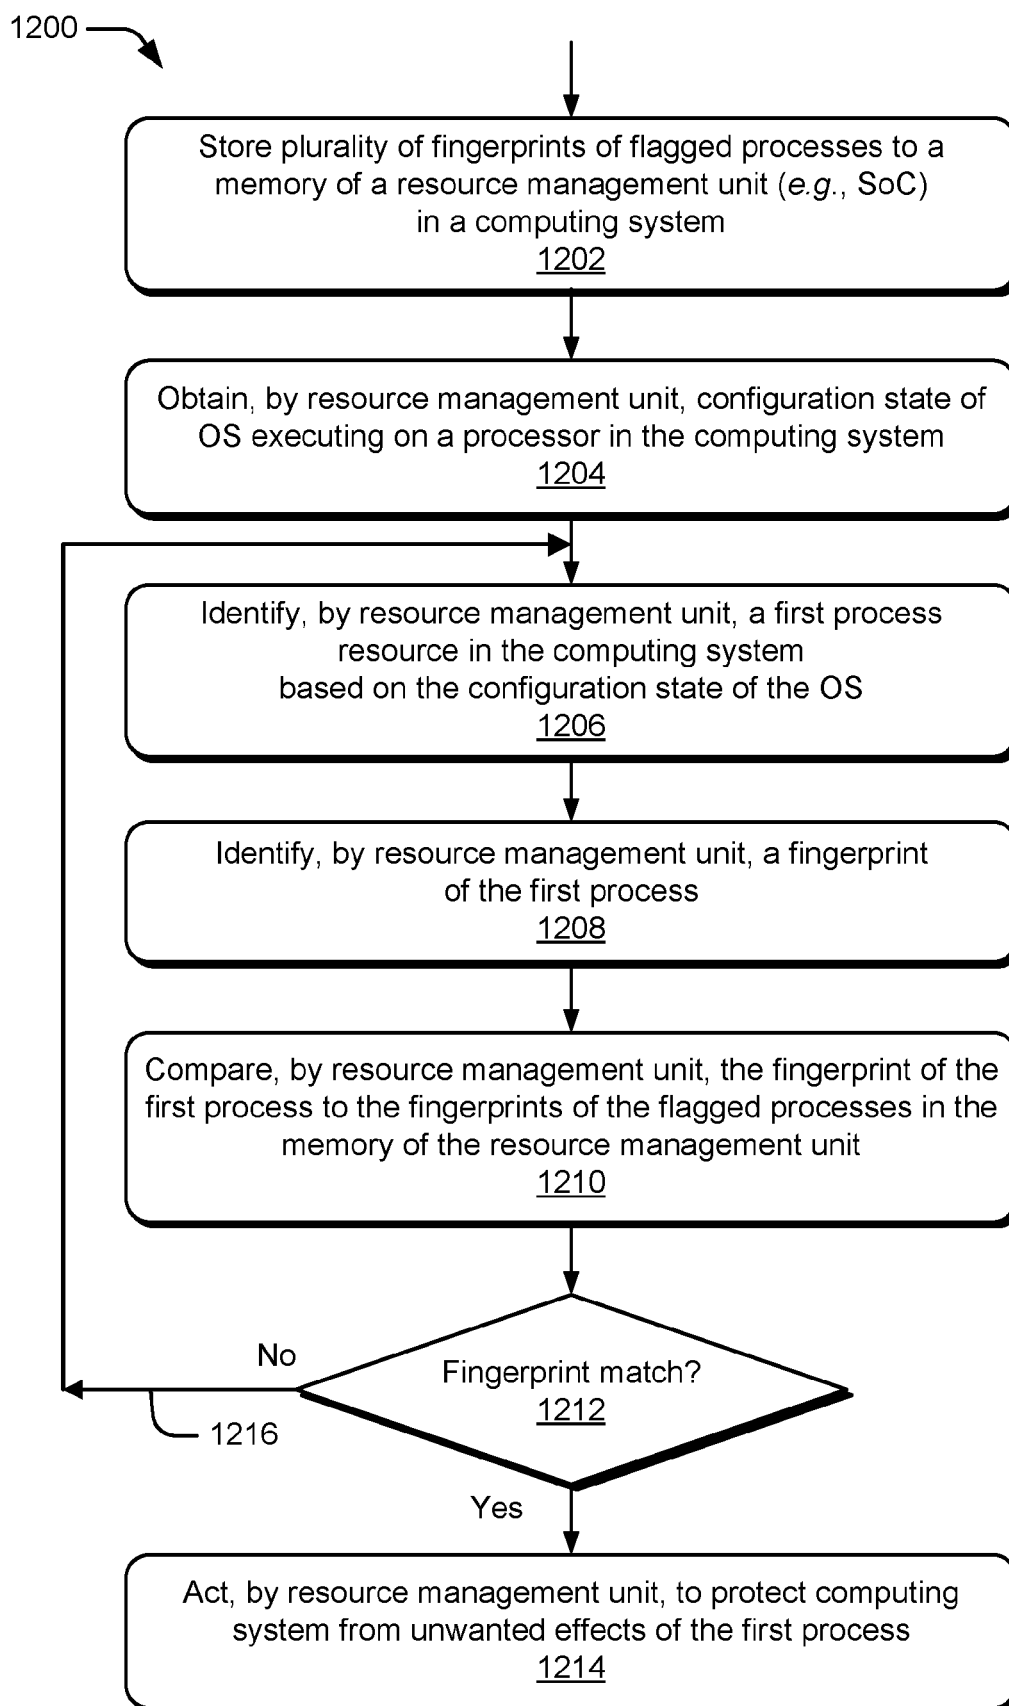 1200
Store plurality of fingerprints of flagged processes to a
memory of a resource management unit (e.g., SoC)
in a computing system
1202
Obtain, by resource management unit, configuration state of
OS executing on a processor in the computing system
1204
Identify, by resource management unit, a first process
resource in the computing system
based on the configuration state of the OS
1206
Identify, by resource management unit, a fingerprint
of the first process
1208
Compare, by resource management unit, the fingerprint of the
first process to the fingerprints of the flagged processes in the
memory of the resource management unit
1210
No
Fingerprint match?
1212
1216
Yes
Act, by resource management unit, to protect computing
system from unwanted effects of the first process
1214